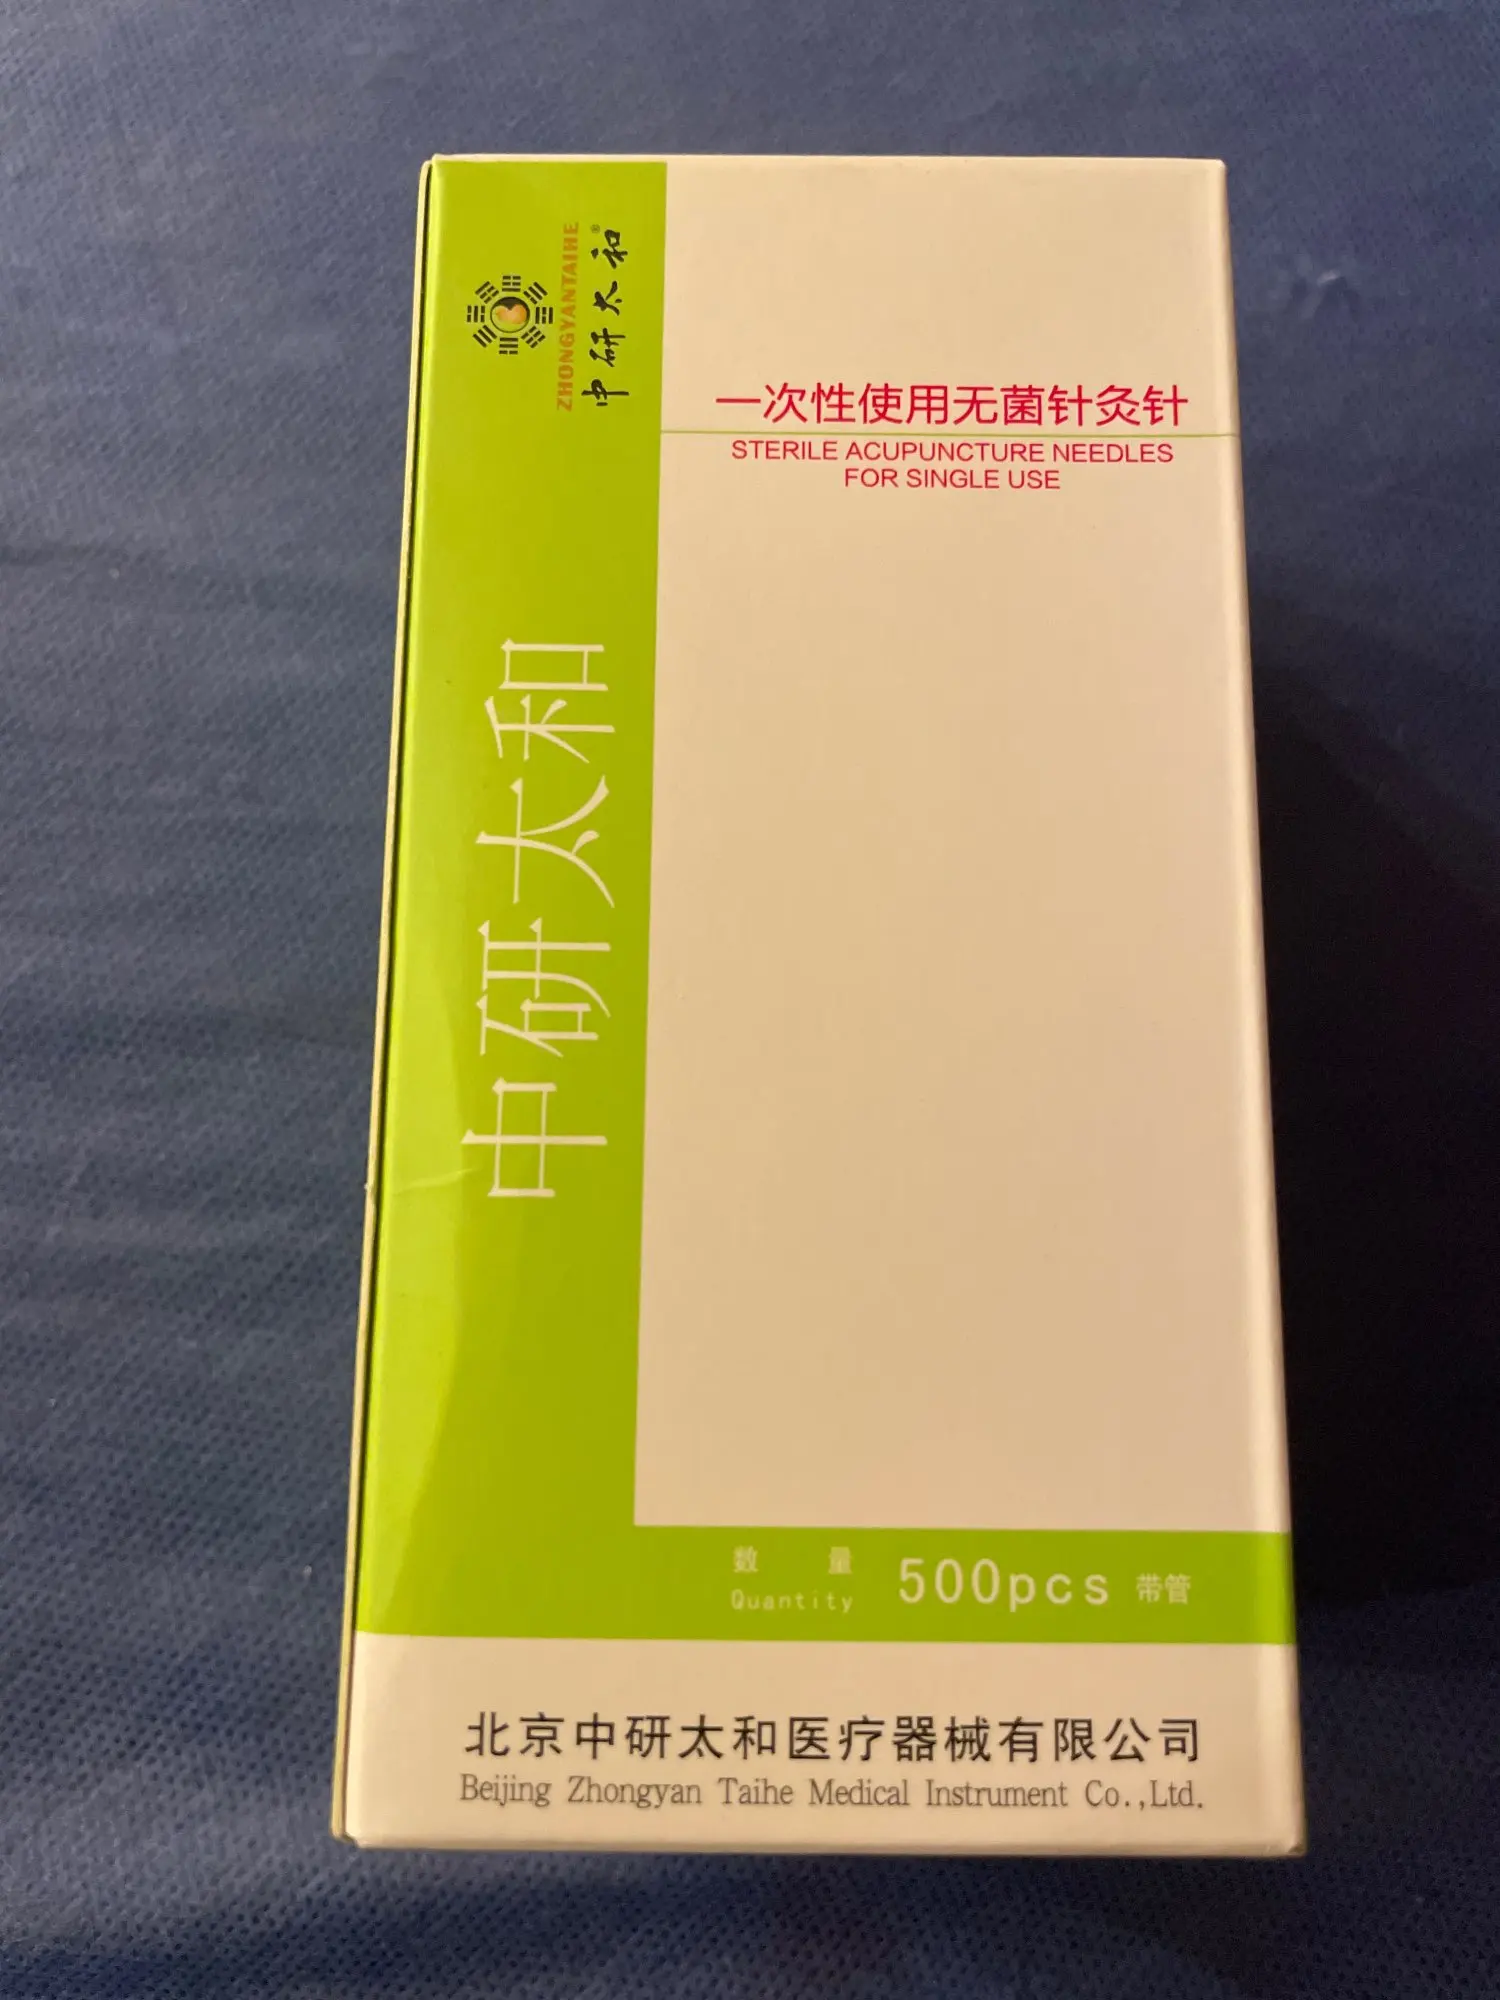 ZHONGYANTAIHE
中研太和®
一次性使用无菌针灸针
STERILE ACUPUNCTURE NEEDLES
FOR SINGLE USE
中研太和
数量 500pcs 带管
Quantity
北京中研太和医疗器械有限公司
Beijing Zhongyan Taihe Medical Instrument Co.,Ltd.